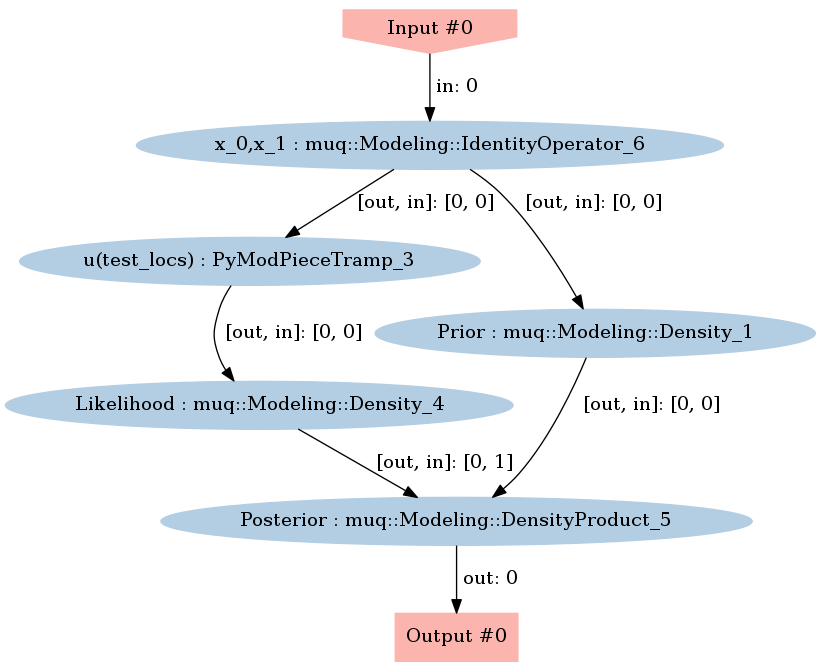 Input #0
in: 0
x_0,x_1 : muq::Modeling::IdentityOperator_6
[out, in]: [0, 0]
[out, in]: [0, 0]
u(test_locs) : PyModPieceTramp_3
[out, in]: [0, 0]
Prior : muq::Modeling::Density_1
Likelihood : muq::Modeling::Density_4
[out, in]: [0, 0]
[out, in]: [0, 1]
Posterior : muq::Modeling::DensityProduct_5
out: 0
Output #0